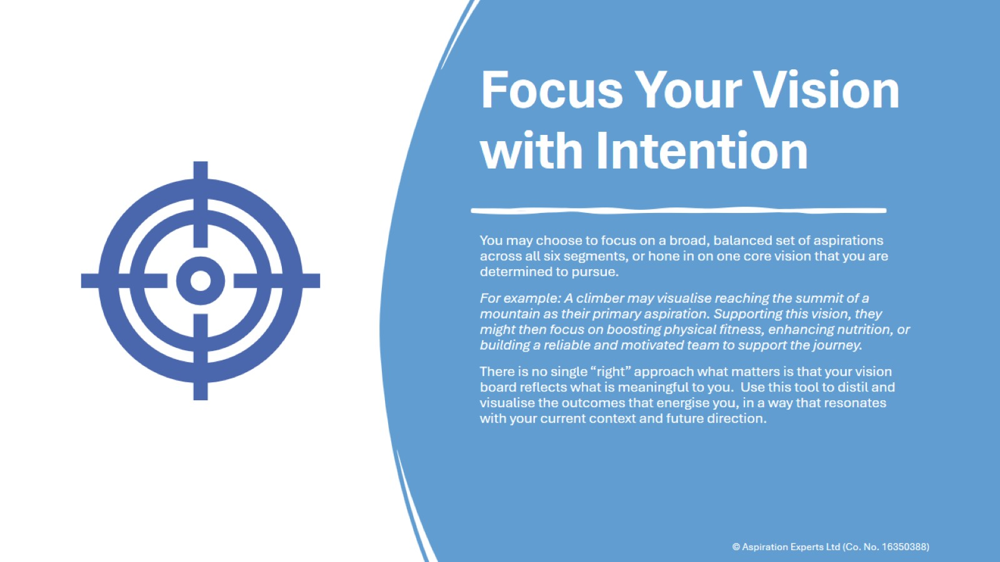 Focus Your Vision
with Intention
You may choose to focus on a broad, balanced set of aspirations
across all six segments, or hone in on one core vision that you are
determined to pursue.
For example: A climber may visualise reaching the summit of a
mountain as their primary aspiration. Supporting this vision, they
might then focus on boosting physical fitness, enhancing nutrition, or
building a reliable and motivated team to support the journey.
There is no single “right” approach what matters is that your vision
board reflects what is meaningful to you.  Use this tool to distil and
visualise the outcomes that energise you, in a way that resonates
with your current context and future direction.
© Aspiration Experts Ltd (Co. No. 16350388)